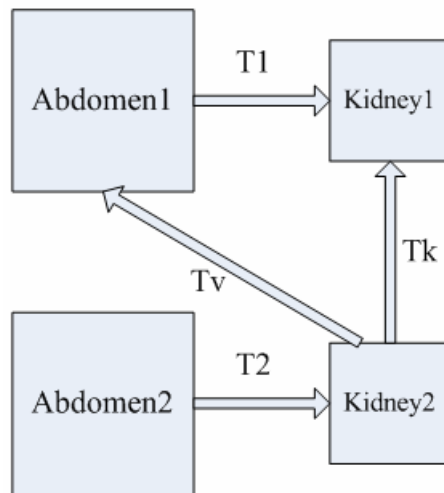 T1
Abdomen1
Kidney1
Tv
Tk
T2
Abdomen2
Kidney2